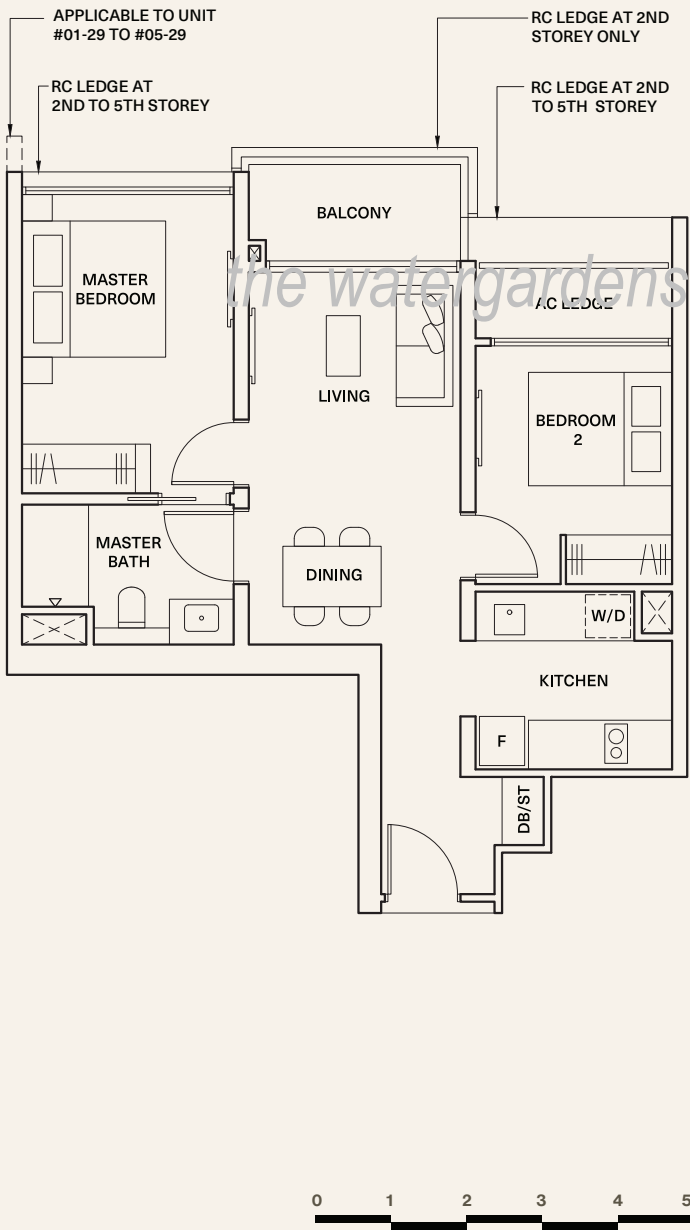 APPLICABLE TO UNIT
#01-29 TO #05-29
RC LEDGE AT 2ND
STOREY ONLY
RC LEDGE AT
2ND TO 5TH STOREY
RC LEDGE AT 2ND
TO 5TH STOREY
BALCONY
the watergardens
MASTER
BEDROOM
AC LEDGE
LIVING
BEDROOM
2
MASTER
BATH
DINING
W/D
KITCHEN
F
DB/ST
0 1 2 3 4 5